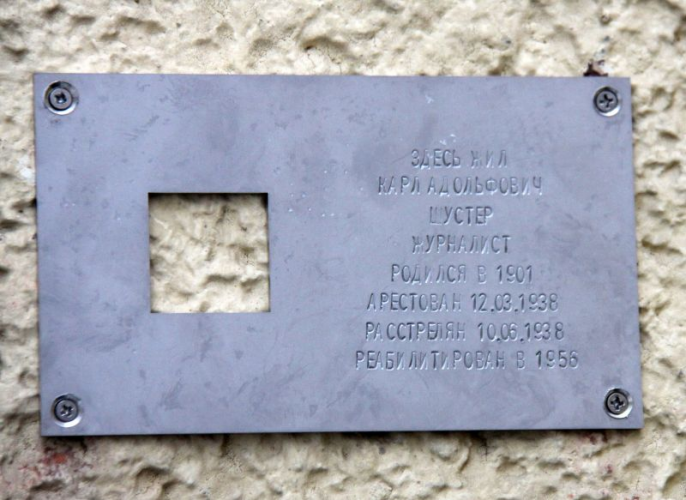 ЗДЕСЬ ЖИЛ
КАРЛ АДОЛЬФОВИЧ
ШУСТЕР
ЖУРНАЛИСТ
РОДИЛСЯ В 1901
АРЕСТОВАН 12.03.1938
РАССТРЕЛЯН 10.06.1938
РЕАБИЛИТИРОВАН В 1956